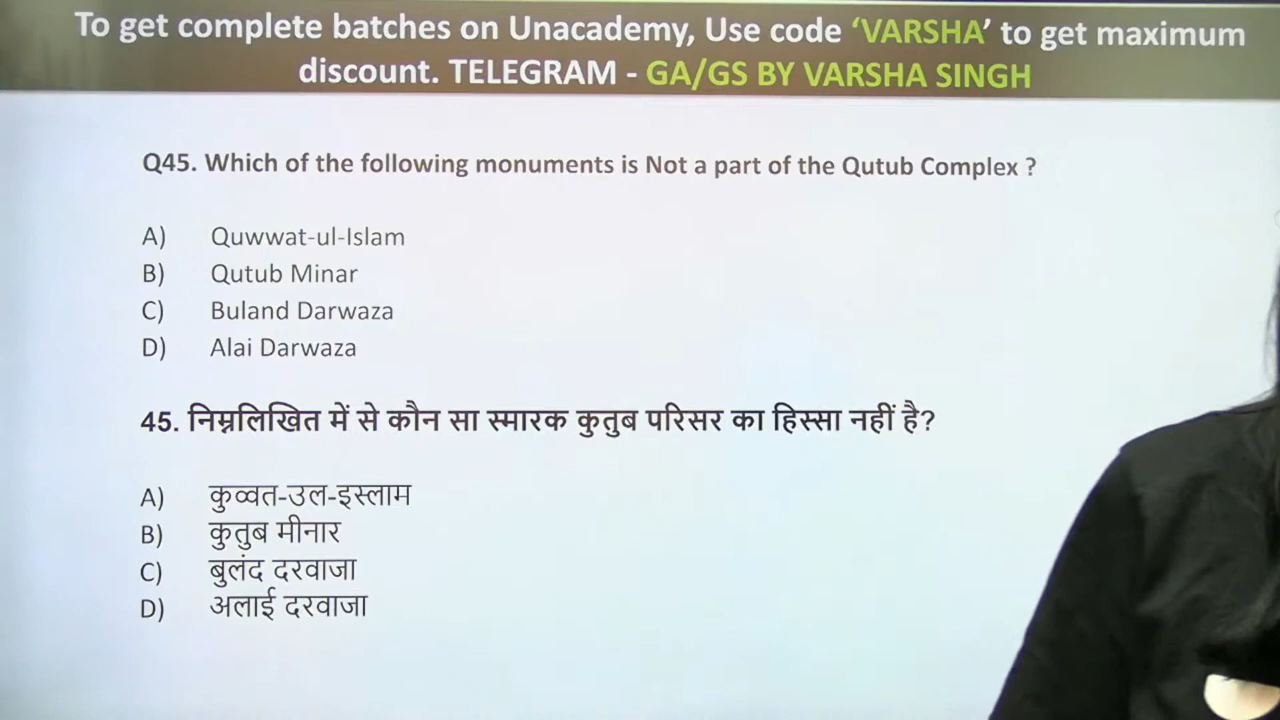 To get complete batches on Unacademy, Use code ‘VARSHA’ to get maximum
discount. TELEGRAM - GA/GS BY VARSHA SINGH
Q45. Which of the following monuments is Not a part of the Qutub Complex ?
A) Quwwat-ul-Islam
B) Qutub Minar
C) Buland Darwaza
D) Alai Darwaza
45. निम्नलिखित में से कौन सा स्मारक कुतुब परिसर का हिस्सा नहीं है?
A) कुव्वत-उल-इस्लाम
B) कुतुब मीनार
C) बुलंद दरवाजा
D) अलाई दरवाजा